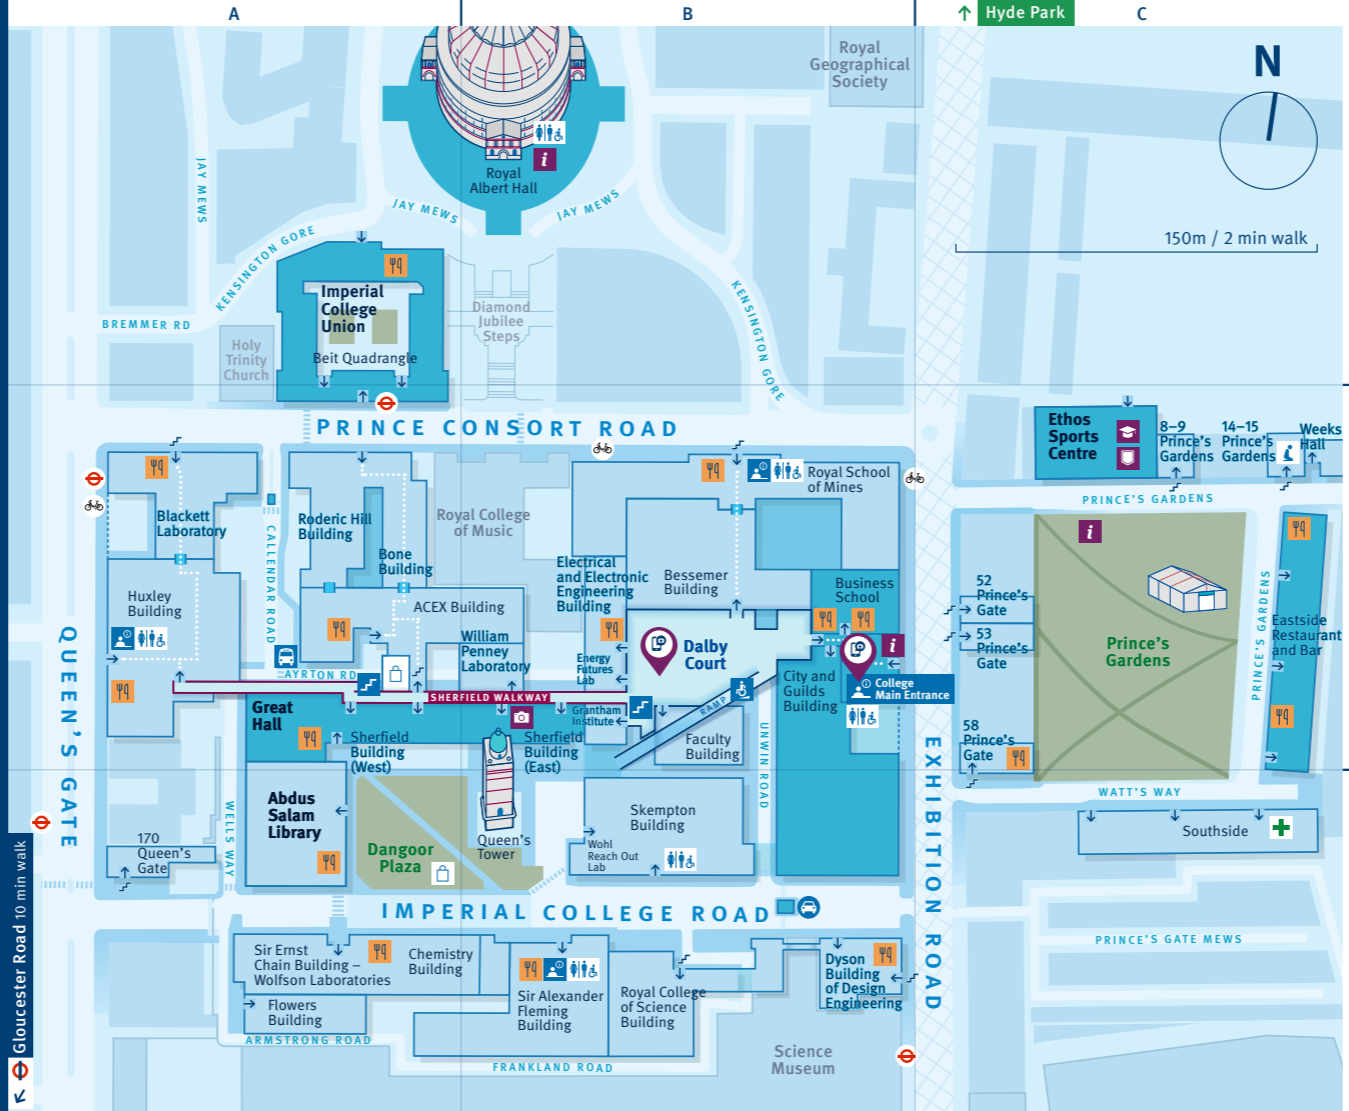 A
B
Hyde Park
C
Royal
Geographical
Society
N
Royal
Albert Hall
JAY MEWS
JAY MEWS
JAY MEWS
150m / 2 min walk
KENSINGTON GORE
Imperial
College
Union
Beit Quadrangle
Diamond
Jubilee
Steps
KENSINGTON GORE
BREMMER RD
Holy
Trinity
Church
PRINCE CONSORT ROAD
Ethos
Sports
Centre
8–9
Prince's
Gardens
14–15
Prince's
Gardens
Weeks
Hall
PRINCE'S GARDENS
Royal School
of Mines
Blackett
Laboratory
Roderic Hill
Building
Royal College
of Music
Bone
Building
CALLENDAR ROAD
Electrical
and Electronic
Engineering
Building
Bessemer
Building
Business
School
52
Prince's
Gate
53
Prince's
Gate
Huxley
Building
ACEX Building
William
Penney
Laboratory
Energy
Futures
Lab
Dalby
Court
i
i
i
Prince's
Gardens
PRINCE'S GARDENS
Eastside
Restaurant
and Bar
QUEEN'S GATE
AYRTON RD
SHERFIELD WALKWAY
City and
Guilds
Building
College
Main Entrance
Great
Hall
Grantham
Institute
RAMP
Sherfield
Building
(West)
Sherfield
Building
(East)
Faculty
Building
UNWIN ROAD
EXHIBITION ROAD
58
Prince's
Gate
WATT'S WAY
Abdus
Salam
Library
WELLS WAY
Dangoor
Plaza
Queen's
Tower
Skempton
Building
Wohl
Reach Out
Lab
Southside
170
Queen's
Gate
IMPERIAL COLLEGE ROAD
Gloucester Road 10 min walk
Sir Ernst
Chain Building –
Wolfson Laboratories
Chemistry
Building
Flowers
Building
ARMSTRONG ROAD
Sir Alexander
Fleming
Building
Royal College
of Science
Building
Dyson
Building
of Design
Engineering
PRINCE'S GATE MEWS
FRANKLAND ROAD
Science
Museum